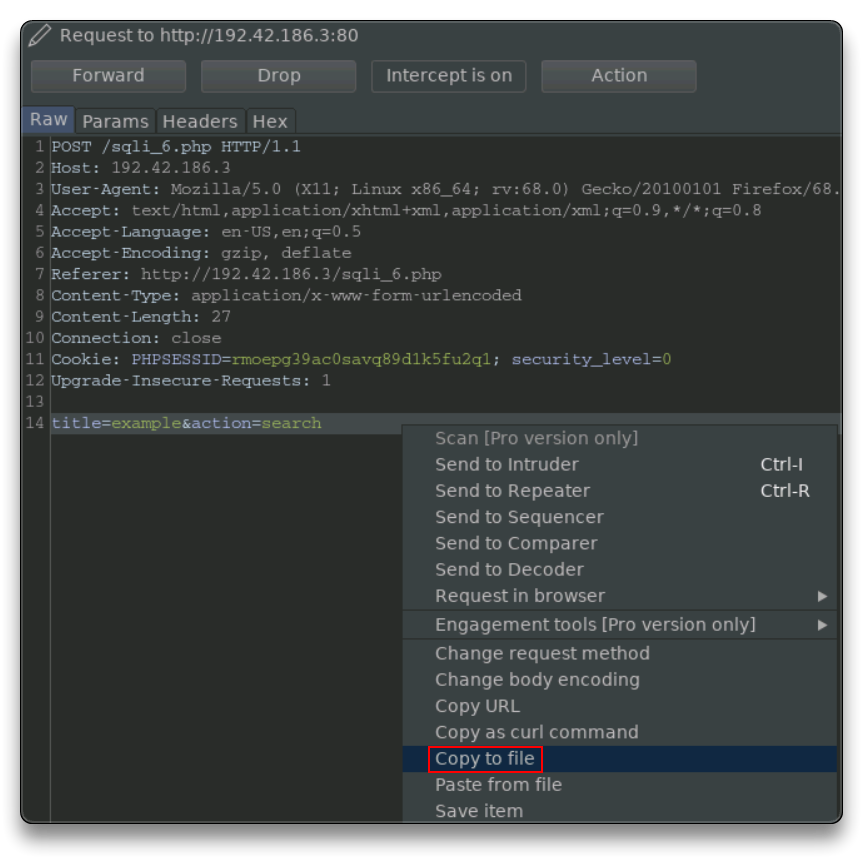 Request to http://192.42.186.3:80
Forward Drop Intercept is on Action
Raw Params Headers Hex
1 POST /sqli_6.php HTTP/1.1
2 Host: 192.42.186.3
3 User-Agent: Mozilla/5.0 (X11; Linux x86_64; rv:68.0) Gecko/20100101 Firefox/68.
4 Accept: text/html,application/xhtml+xml,application/xml;q=0.9,*/*;q=0.8
5 Accept-Language: en-US,en;q=0.5
6 Accept-Encoding: gzip, deflate
7 Referer: http://192.42.186.3/sqli_6.php
8 Content-Type: application/x-www-form-urlencoded
9 Content-Length: 27
10 Connection: close
11 Cookie: PHPSESSID=rmoepg39ac0savq89d1k5fu2q1; security_level=0
12 Upgrade-Insecure-Requests: 1
13
14 title=example&action=search
Scan [Pro version only]
Send to Intruder Ctrl-I
Send to Repeater Ctrl-R
Send to Sequencer
Send to Comparer
Send to Decoder
Request in browser
Engagement tools [Pro version only]
Change request method
Change body encoding
Copy URL
Copy as curl command
Copy to file
Paste from file
Save item